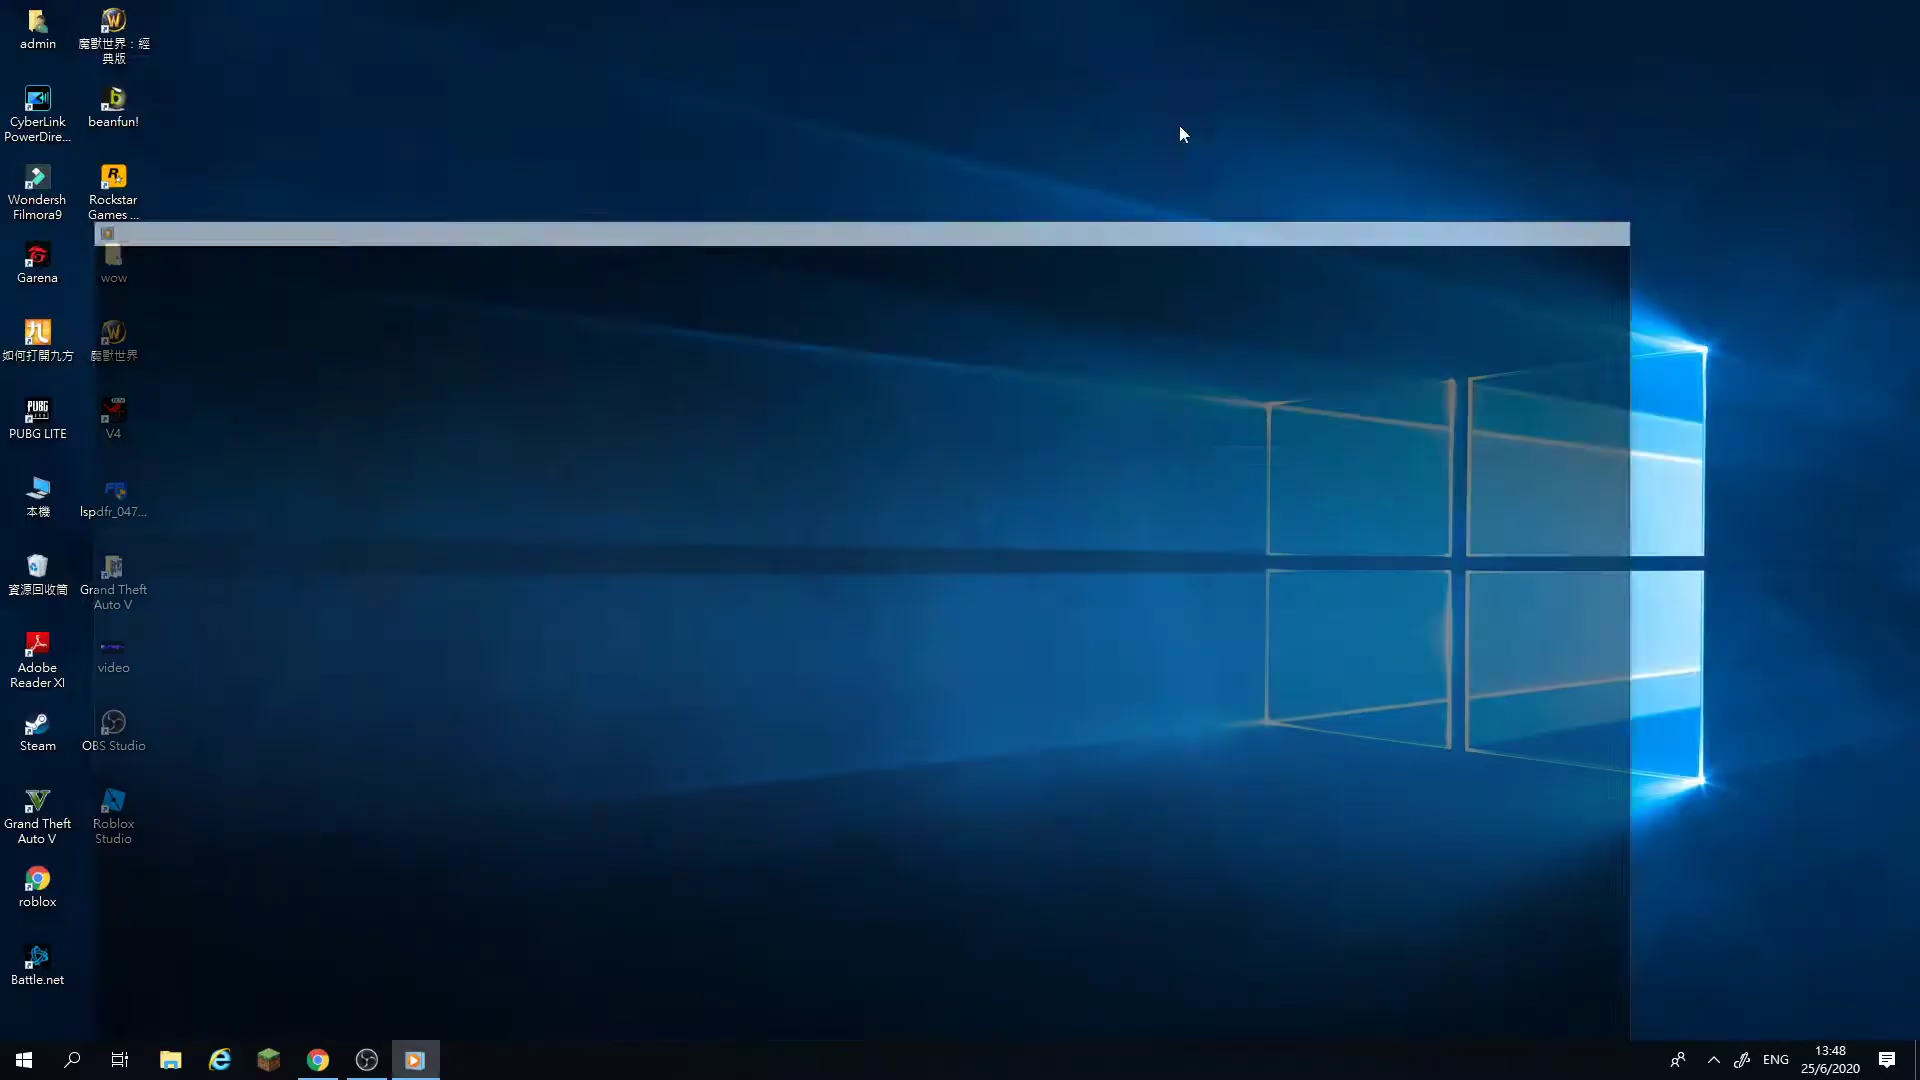 admin
魔獸世界：經
典版
CyberLink
PowerDire...
beanfun!
Wondersh
Filmora9
Rockstar
Games ...
Garena
wow
如何打開九方
魔獸世界
PUBG LITE
V4
本機
lspdfr_047...
資源回收筒
Grand Theft
Auto V
Adobe
Reader XI
video
Steam
OBS Studio
Grand Theft
Auto V
Roblox
Studio
roblox
Battle.net
ENG
13:48
25/6/2020